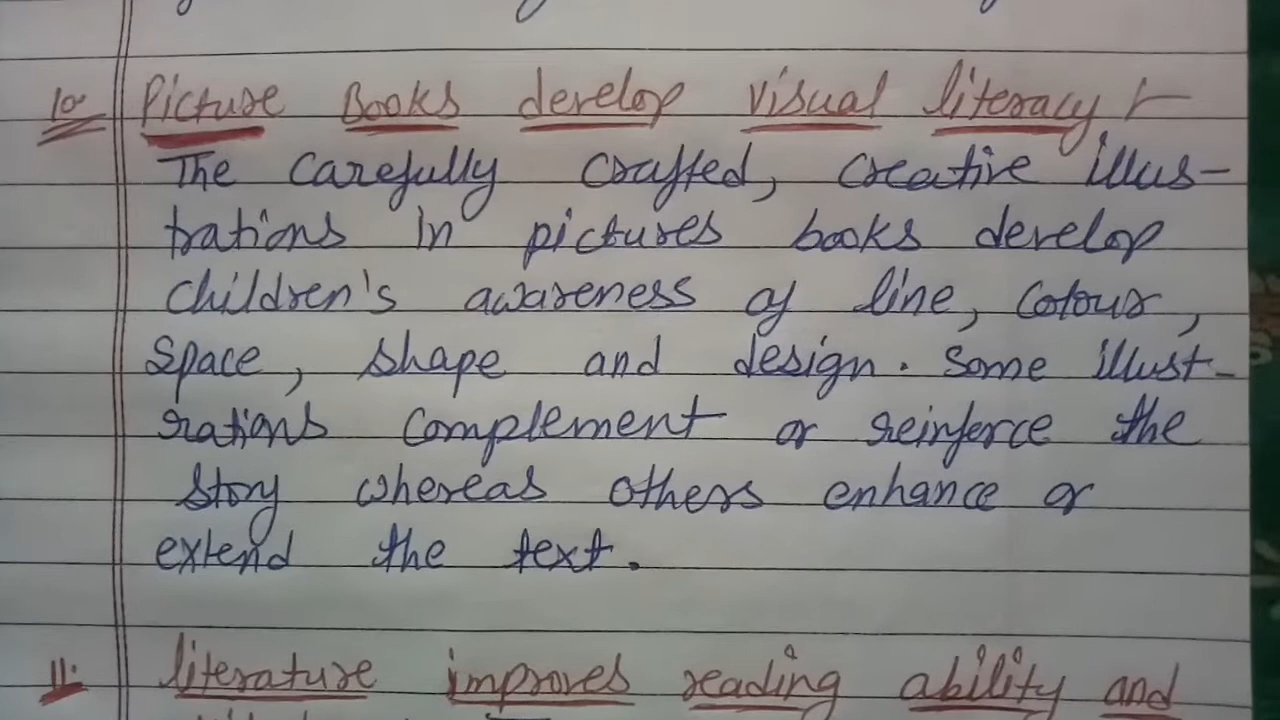 10. Picture Books develop visual literacy :-
The carefully crafted, creative illus-
trations in pictures books develop
children's awareness of line, colour,
space, shape and design. Some illust-
rations complement or reinforce the
story whereas others enhance or
extend the text.
11. literature improves reading ability and